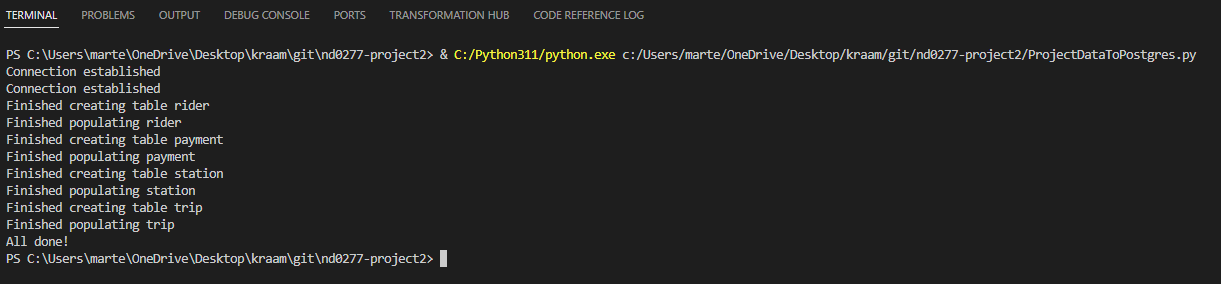 TERMINAL PROBLEMS OUTPUT DEBUG CONSOLE PORTS TRANSFORMATION HUB CODE REFERENCE LOG
PS C:\Users\marte\OneDrive\Desktop\kraam\git\nd0277-project2> & C:/Python311/python.exe c:/Users/marte/OneDrive/Desktop/kraam/git/nd0277-project2/ProjectDataToPostgres.py
Connection established
Connection established
Finished creating table rider
Finished populating rider
Finished creating table payment
Finished populating payment
Finished creating table station
Finished populating station
Finished creating table trip
Finished populating trip
All done!
PS C:\Users\marte\OneDrive\Desktop\kraam\git\nd0277-project2>